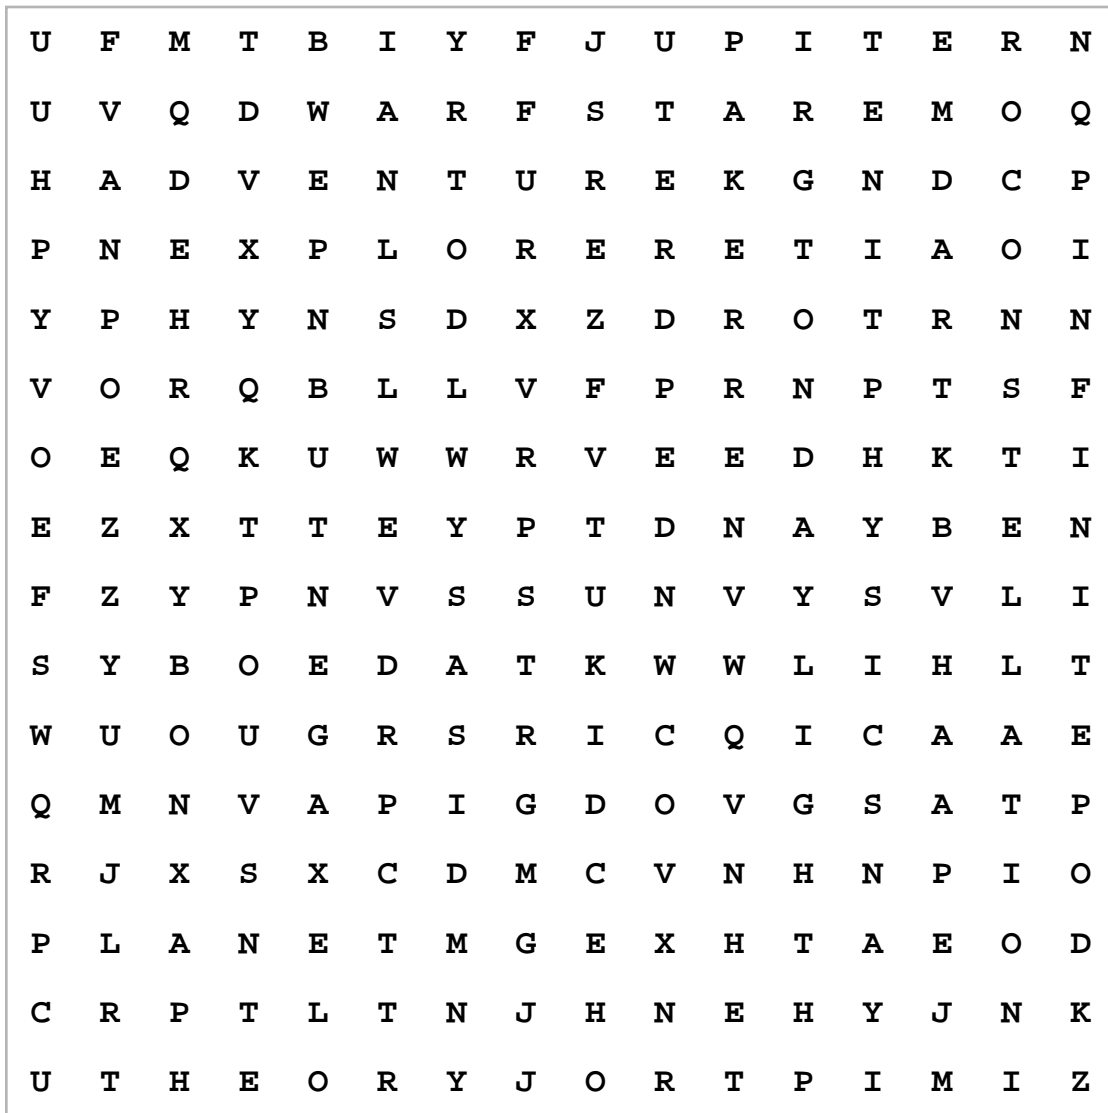 U F M T B I Y F J U P I T E R N
U V Q D W A R F S T A R E M O Q
H A D V E N T U R E K G N D C P
P N E X P L O R E R E T I A O I
Y P H Y N S D X Z D R O T R N N
V O R Q B L L V F P R N P T S F
O E Q K U W W R V E E D H K T I
E Z X T T E Y P T D N A Y B E N
F Z Y P N V S S U N V Y S V L I
S Y B O E D A T K W W L I H L T
W U O U G R S R I C Q I C A A E
Q M N V A P I G D O V G S A T P
R J X S X C D M C V N H N P I O
P L A N E T M G E X H T A E O D
C R P T L T N J H N E H Y J N K
U T H E O R Y J O R T P I M I Z